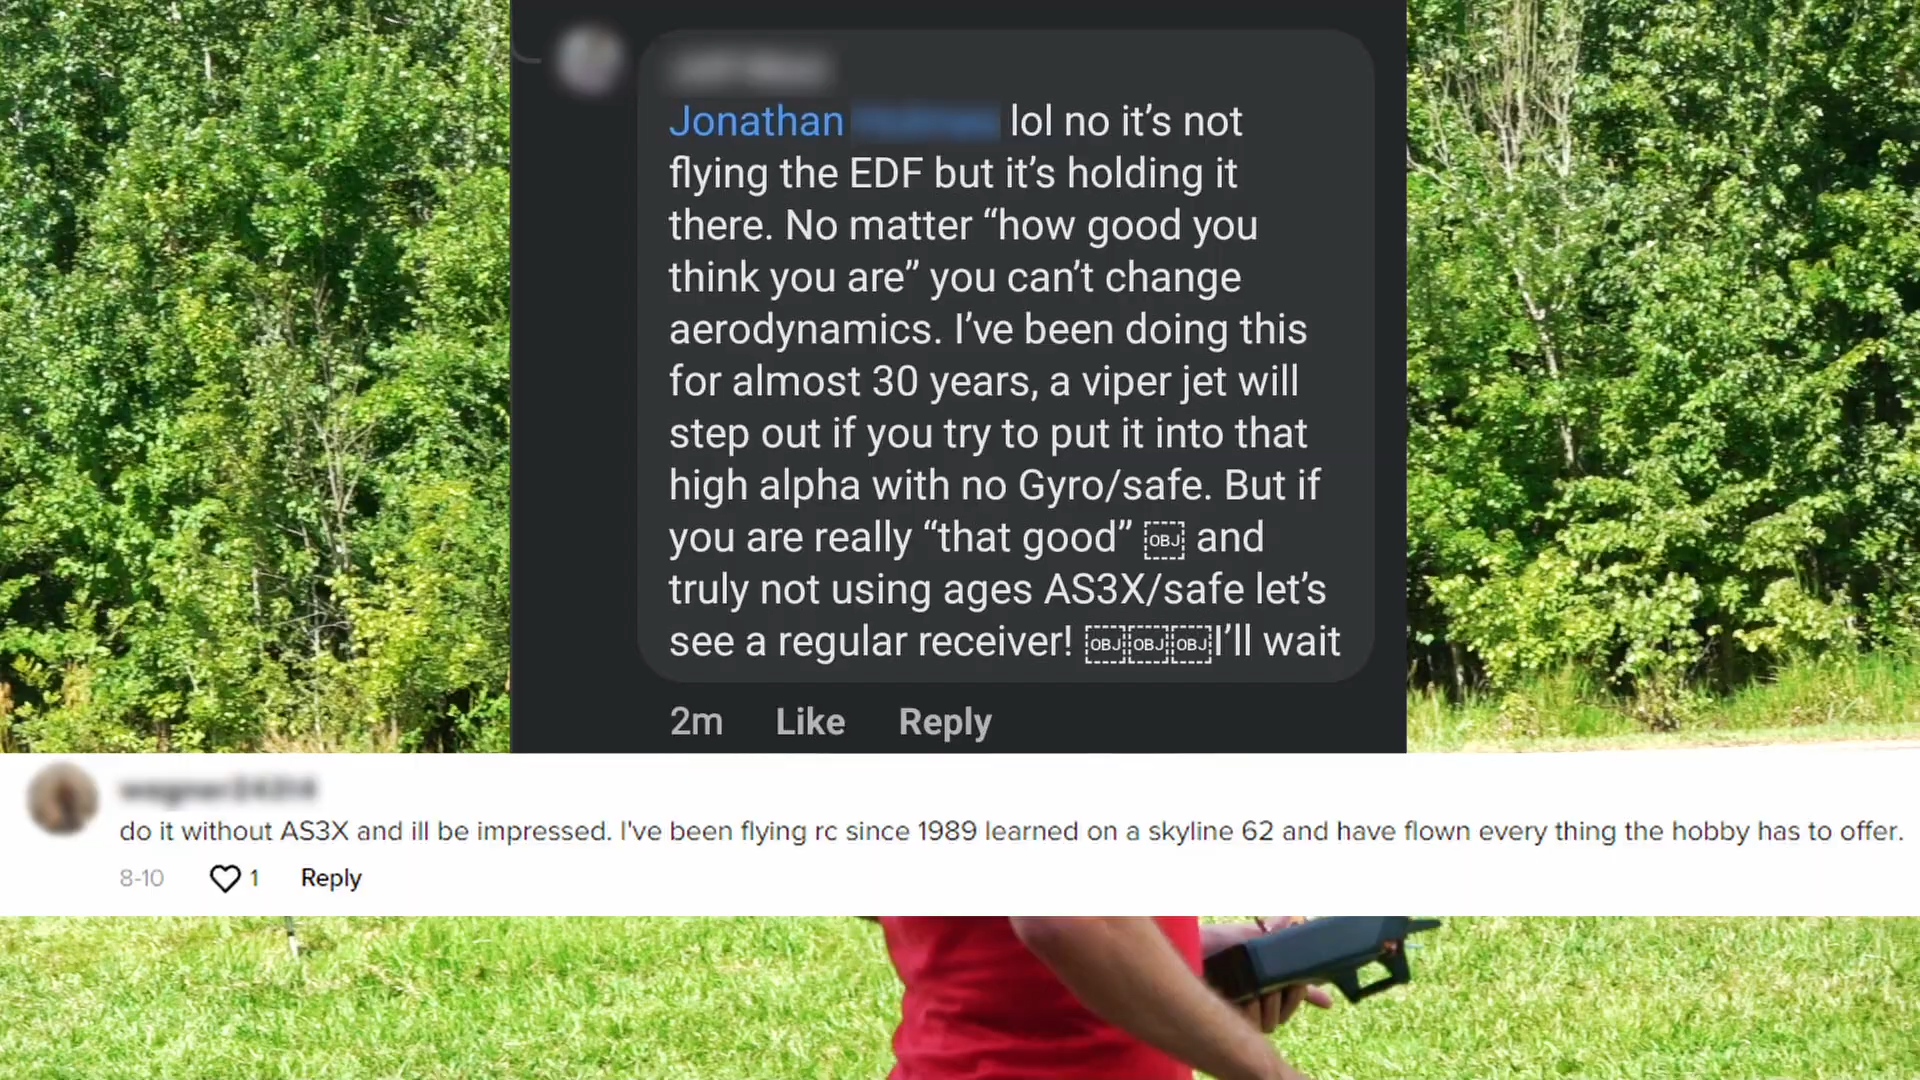 Jonathan lol no it’s not
flying the EDF but it’s holding it
there. No matter “how good you
think you are” you can’t change
aerodynamics. I’ve been doing this
for almost 30 years, a viper jet will
step out if you try to put it into that
high alpha with no Gyro/safe. But if
you are really “that good” OBJ and
truly not using ages AS3X/safe let’s
see a regular receiver! OBJ OBJ OBJ I’ll wait
2m Like Reply
do it without AS3X and ill be impressed. I've been flying rc since 1989 learned on a skyline 62 and have flown every thing the hobby has to offer.
8-10 1 Reply